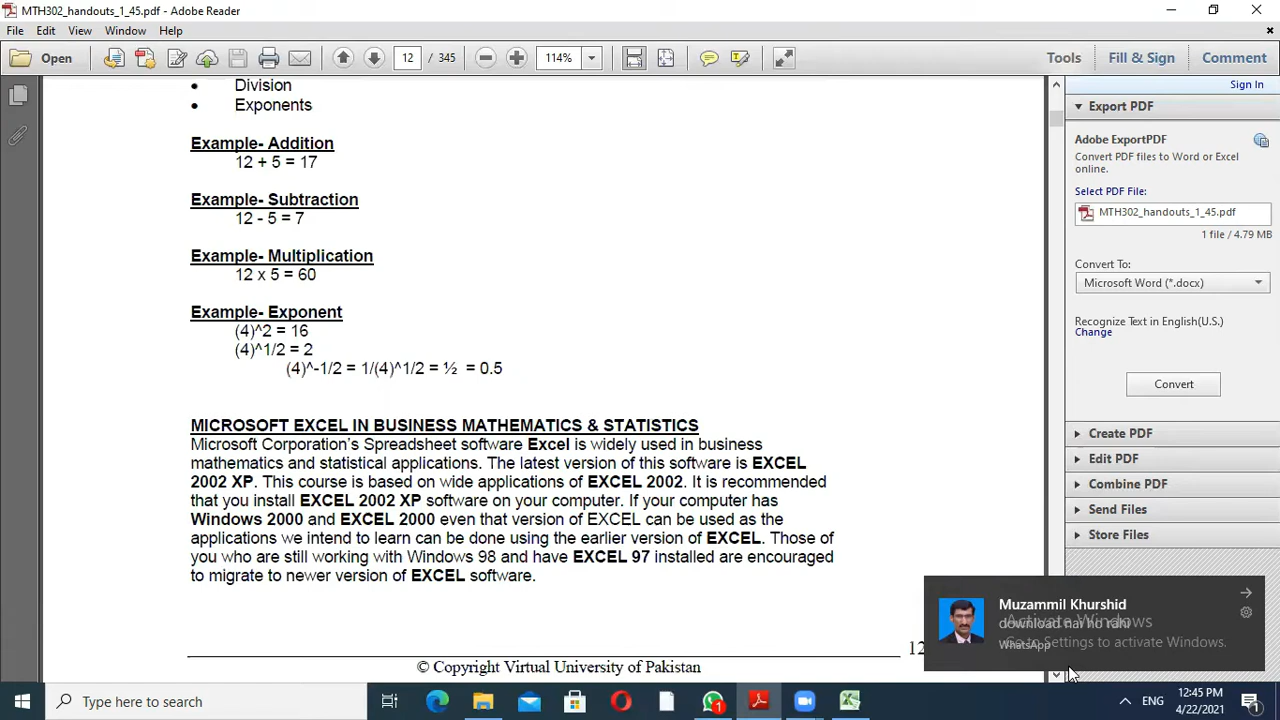 MTH302_handouts_1_45.pdf - Adobe Reader
File Edit View Window Help
Open 12 / 345 114% Tools Fill & Sign Comment
Sign In
• Division
• Exponents
Example- Addition
12 + 5 = 17
Example- Subtraction
12 - 5 = 7
Example- Multiplication
12 x 5 = 60
Example- Exponent
(4)^2 = 16
(4)^1/2 = 2
(4)^-1/2 = 1/(4)^1/2 = ½ = 0.5
MICROSOFT EXCEL IN BUSINESS MATHEMATICS & STATISTICS
Microsoft Corporation's Spreadsheet software Excel is widely used in business
mathematics and statistical applications. The latest version of this software is EXCEL
2002 XP. This course is based on wide applications of EXCEL 2002. It is recommended
that you install EXCEL 2002 XP software on your computer. If your computer has
Windows 2000 and EXCEL 2000 even that version of EXCEL can be used as the
applications we intend to learn can be done using the earlier version of EXCEL. Those of
you who are still working with Windows 98 and have EXCEL 97 installed are encouraged
to migrate to newer version of EXCEL software.
12
© Copyright Virtual University of Pakistan
Export PDF
Adobe ExportPDF
Convert PDF files to Word or Excel
online.
Select PDF File:
MTH302_handouts_1_45.pdf
1 file / 4.79 MB
Convert To:
Microsoft Word (*.docx)
Recognize Text in English(U.S.)
Change
Convert
Create PDF
Edit PDF
Combine PDF
Send Files
Store Files
Muzammil Khurshid
download nai ho rahi
WhatsApp
Activate Windows
Go to Settings to activate Windows.
Type here to search
1
ENG
12:45 PM
4/22/2021
1